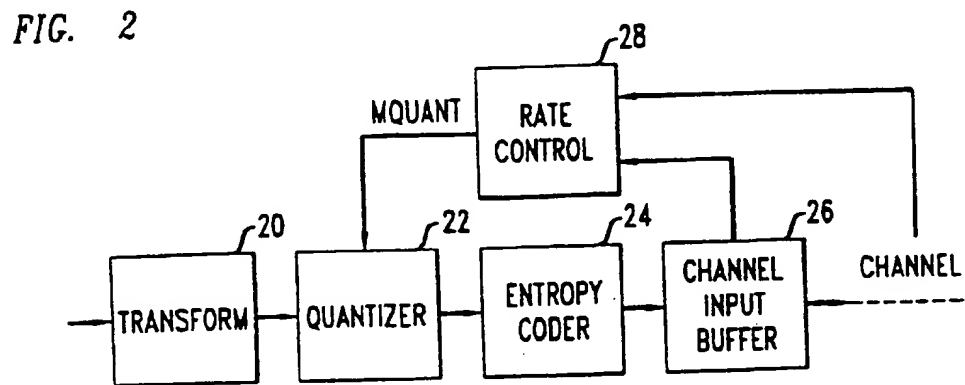 FIG. 2
28
MQUANT
RATE
CONTROL
20
22
24
26
TRANSFORM
QUANTIZER
ENTROPY
CODER
CHANNEL
INPUT
BUFFER
CHANNEL